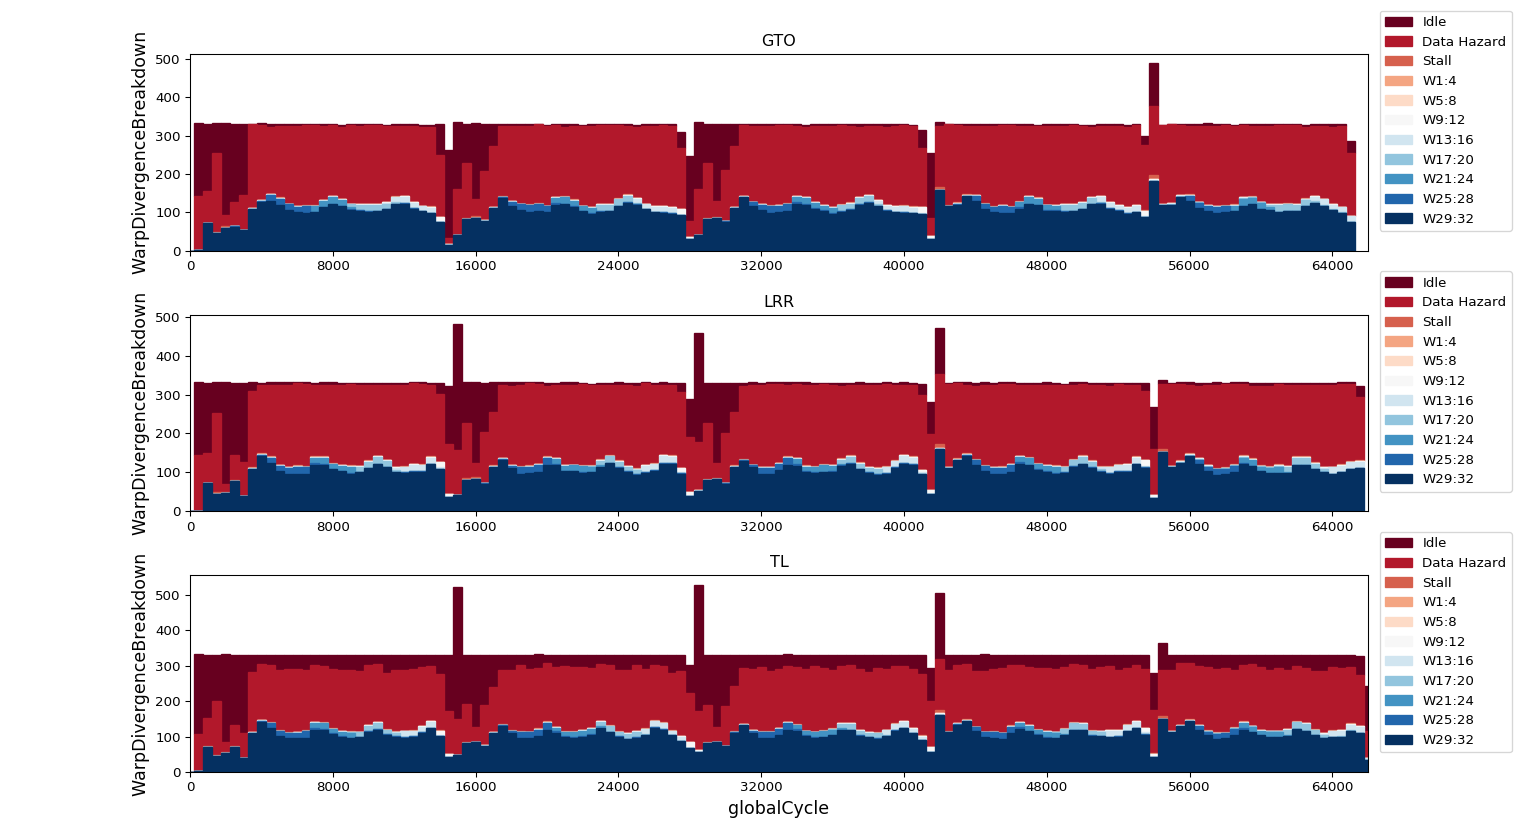 GTO
WarpDivergenceBreakdown
500
400
300
200
100
0
0 8000 16000 24000 32000 40000 48000 56000 64000
Idle
Data Hazard
Stall
W1:4
W5:8
W9:12
W13:16
W17:20
W21:24
W25:28
W29:32
LRR
WarpDivergenceBreakdown
500
400
300
200
100
0
0 8000 16000 24000 32000 40000 48000 56000 64000
Idle
Data Hazard
Stall
W1:4
W5:8
W9:12
W13:16
W17:20
W21:24
W25:28
W29:32
TL
WarpDivergenceBreakdown
500
400
300
200
100
0
0 8000 16000 24000 32000 40000 48000 56000 64000
globalCycle
Idle
Data Hazard
Stall
W1:4
W5:8
W9:12
W13:16
W17:20
W21:24
W25:28
W29:32